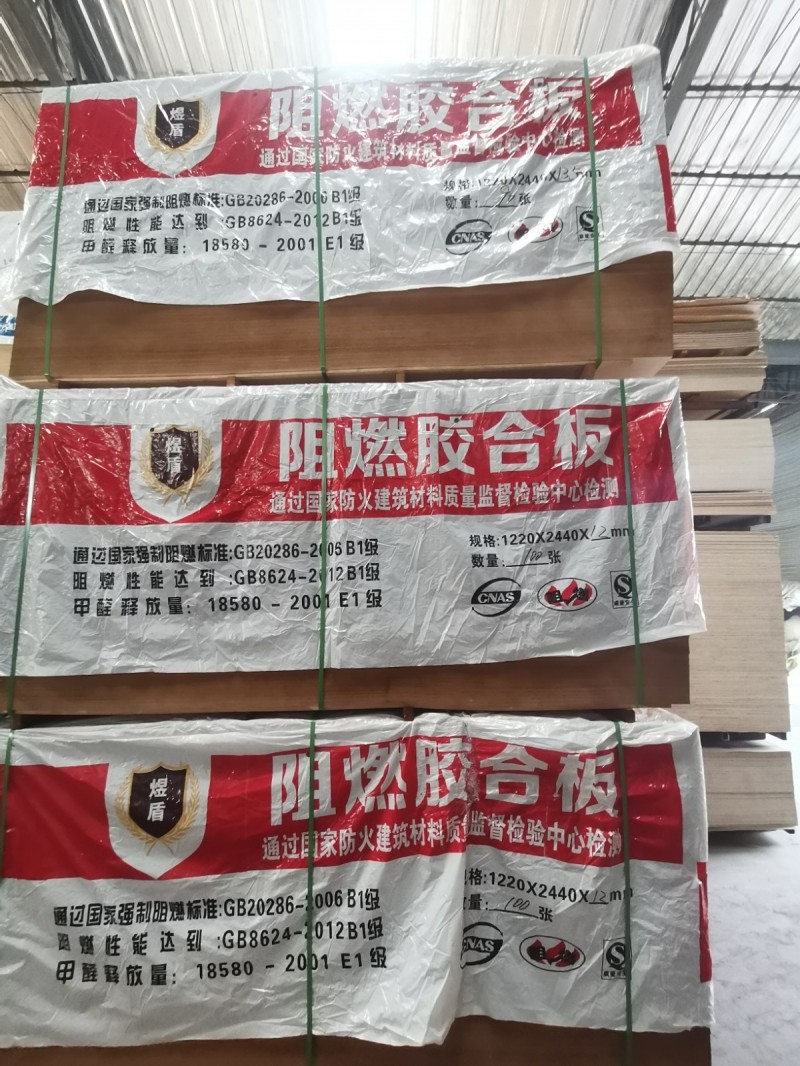 煜盾
阻燃胶合板
通过国家防火建筑材料质量监督检验中心检测
通过国家强制阻燃标准:GB20286-2006 B1级
阻燃性能达到:GB8624-2012 B1级
甲醛释放量:18580-2001 E1级
规格:1220X2440X mm
数量: 张
CNAS
S
煜盾
阻燃胶合板
通过国家防火建筑材料质量监督检验中心检测
通过国家强制阻燃标准:GB20286-2006 B1级
阻燃性能达到:GB8624-2012 B1级
甲醛释放量:18580-2001 E1级
规格:1220X2440X12mm
数量:100张
CNAS
阻燃
S
煜盾
阻燃胶合板
通过国家防火建筑材料质量监督检验中心检测
通过国家强制阻燃标准:GB20286-2006 B1级
阻燃性能达到:GB8624-2012 B1级
甲醛释放量:18580-2001 E1级
格:1220X2440X12mm
量:100张
CNAS
S